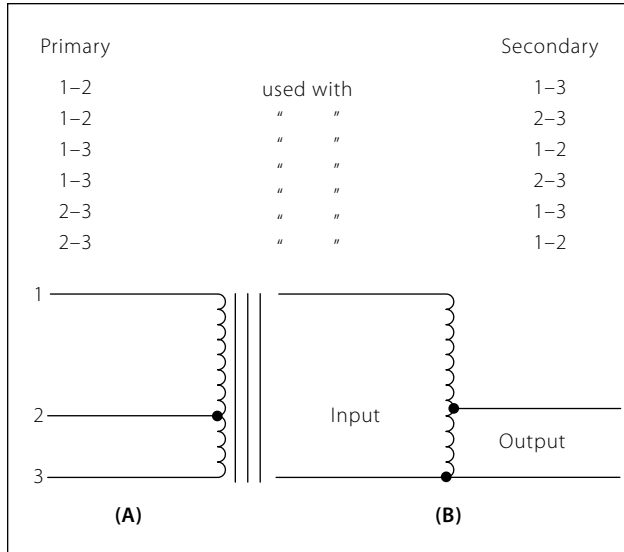 Primary Secondary
1–2 used with 1–3
1–2 “ ” 2–3
1–3 “ ” 1–2
1–3 “ ” 2–3
“ ”
2–3 “ ” 1–3
2–3 “ ” 1–2
1
2 Input
Output
3
(A) (B)